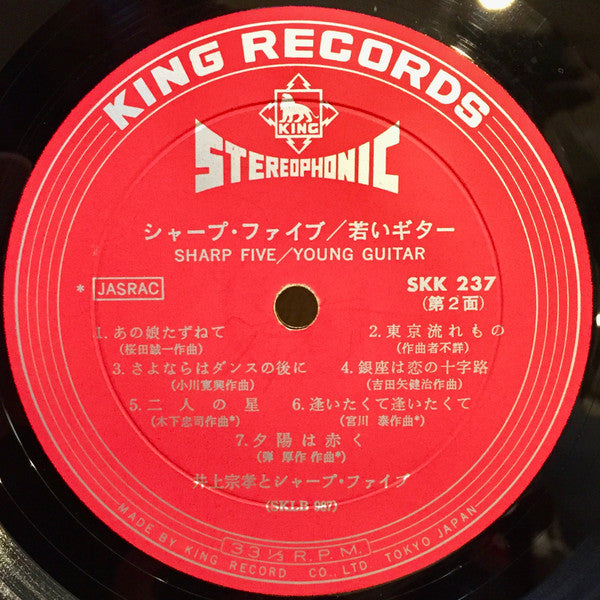 KING RECORDS
KING
STEREOPHONIC
シャープ・ファイブ/若いギター
SHARP FIVE/YOUNG GUITAR
* JASRAC
SKK 237
(第2面)
1. あの娘たずねて
(桜田誠一作曲)
2. 東京流れもの
(作曲者不詳)
3. さよならはダンスの後に
(小川寛興作曲)
4. 銀座は恋の十字路
(吉田矢健治作曲)
5. 二人の星
(木下忠司作曲*)
6. 逢いたくて逢いたくて
(宮川 泰作曲*)
7. 夕陽は赤く
(弾 厚作 作曲*)
井上宗孝とシャープ・ファイブ
(SKLB 967)
33⅓ R.P.M.
MADE BY KING RECORD CO. LTD TOKYO JAPAN